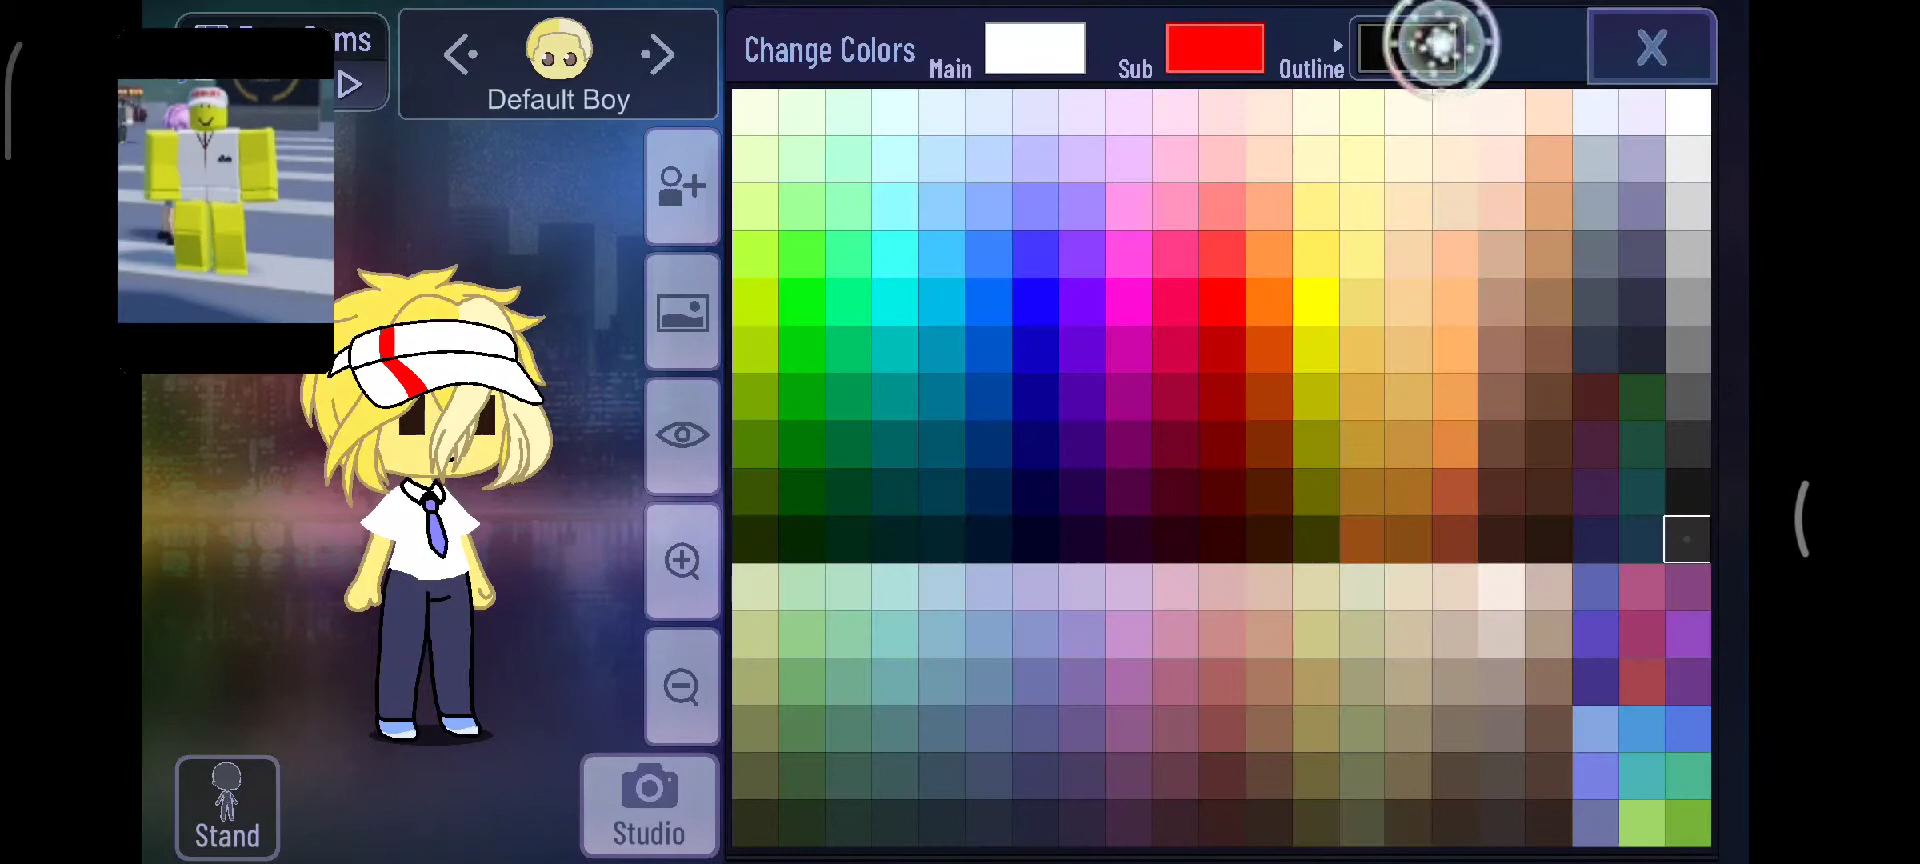 ms
Default Boy
Change Colors
Main
Sub
Outline
X
Stand
Studio